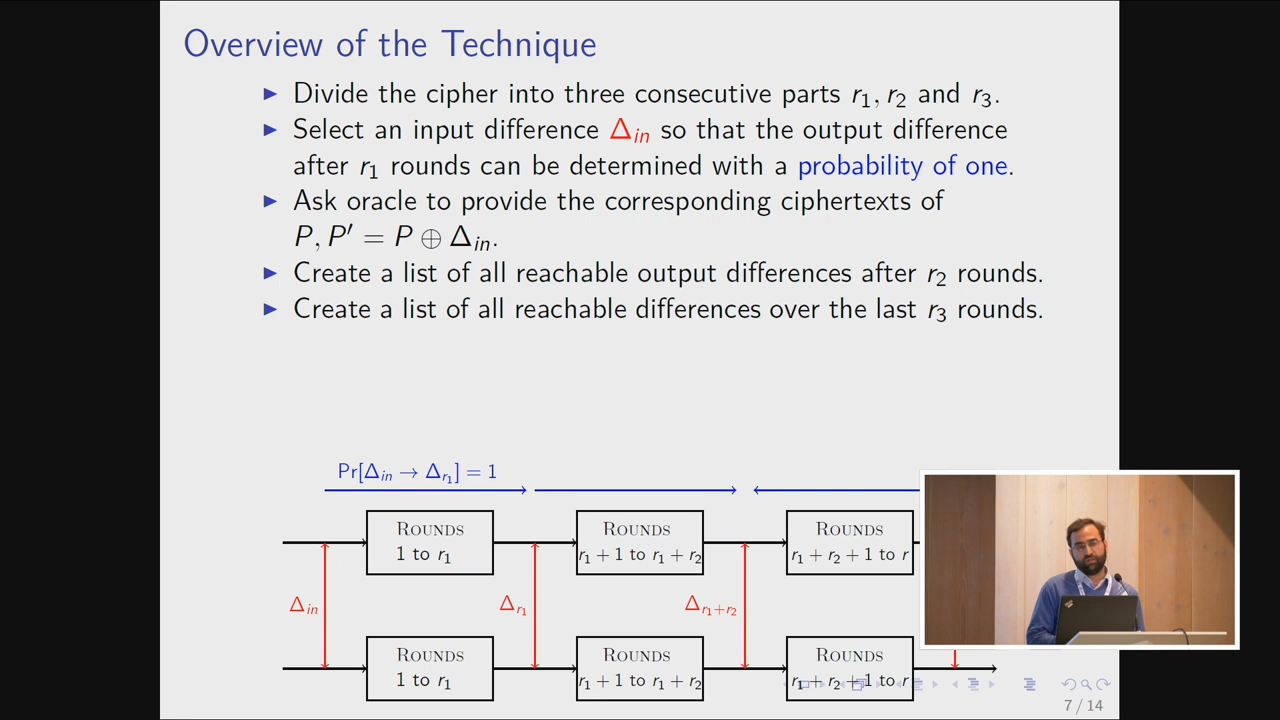 Overview of the Technique
▶ Divide the cipher into three consecutive parts r₁, r₂ and r₃.
▶ Select an input difference Δᵢₙ so that the output difference
after r₁ rounds can be determined with a probability of one.
▶ Ask oracle to provide the corresponding ciphertexts of
P, P′ = P ⊕ Δᵢₙ.
▶ Create a list of all reachable output differences after r₂ rounds.
▶ Create a list of all reachable differences over the last r₃ rounds.
Pr[Δᵢₙ → Δr₁] = 1
Rounds
1 to r₁
Rounds
r₁ + 1 to r₁ + r₂
Rounds
r₁ + r₂ + 1 to r
Δᵢₙ
Δr₁
Δr₁+r₂
Rounds
1 to r₁
Rounds
r₁ + 1 to r₁ + r₂
Rounds
r₁ + r₂ + 1 to r
7 / 14